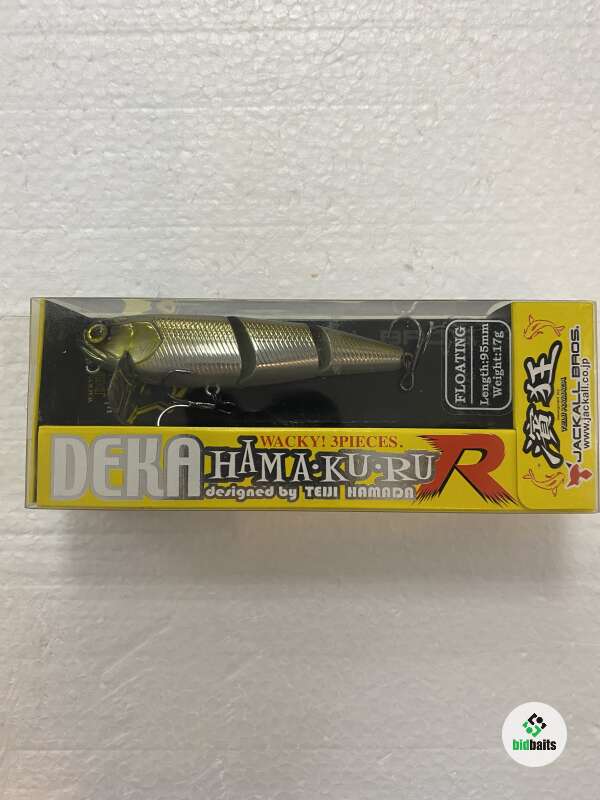 FLOATING
Length:95mm
Weight:17g
WACKY! 3PIECES.
DEKA HAMA·KU·RU R
designed by TEIJI HAMADA
濱狂
JACKALL BROS.
www.jackall.co.jp
bidbaits